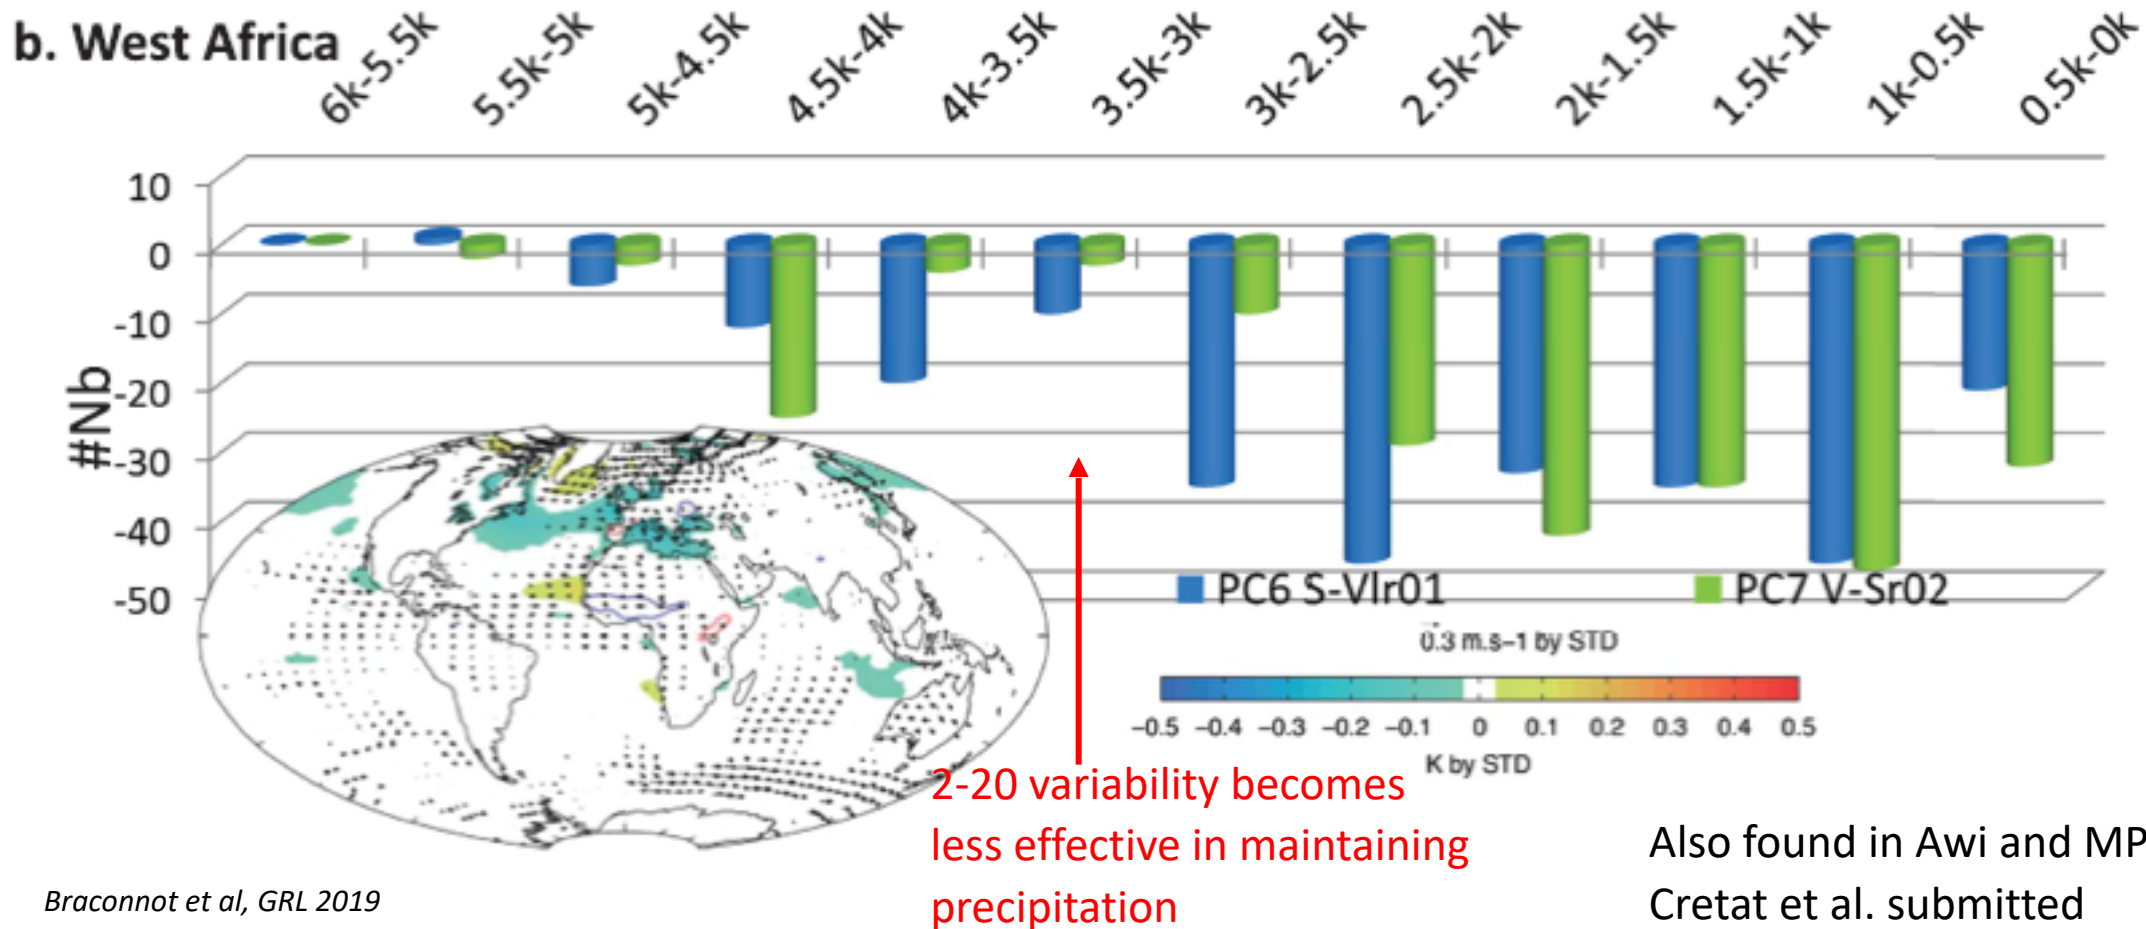 b. West Africa
6k-5.5k
5.5k-5k
5k-4.5k
4.5k-4k
4k-3.5k
3.5k-3k
3k-2.5k
2.5k-2k
2k-1.5k
1.5k-1k
1k-0.5k
0.5k-0k
#Nb
10
0
-10
-20
-30
-40
-50
PC6 S-Vlr01
PC7 V-Sr02
0.3 m.s−1 by STD
−0.5 −0.4 −0.3 −0.2 −0.1 0 0.1 0.2 0.3 0.4 0.5
K by STD
2-20 variability becomes
less effective in maintaining
precipitation
Also found in Awi and MP
Cretat et al. submitted
Braconnot et al, GRL 2019